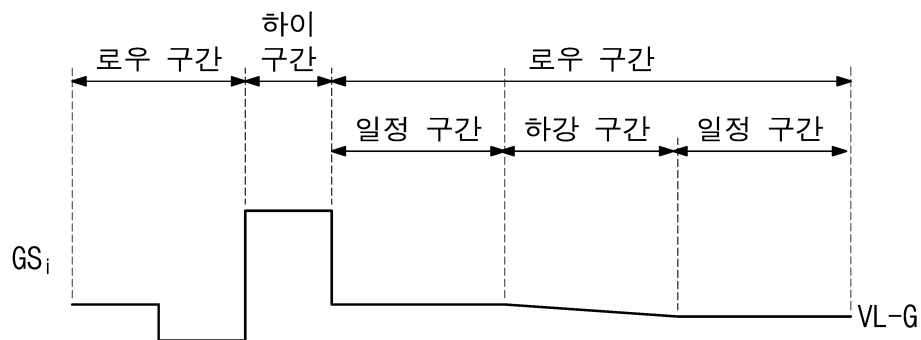 하이
로우 구간
구간
로우 구간
일정 구간
하강 구간
일정 구간
GSi
VL-G